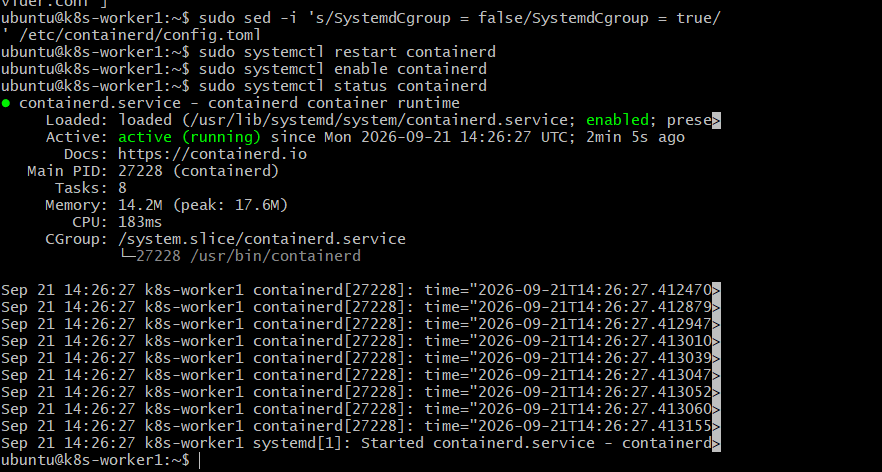 vider.conf"]
ubuntu@k8s-worker1:~$ sudo sed -i 's/SystemdCgroup = false/SystemdCgroup = true/
' /etc/containerd/config.toml
ubuntu@k8s-worker1:~$ sudo systemctl restart containerd
ubuntu@k8s-worker1:~$ sudo systemctl enable containerd
ubuntu@k8s-worker1:~$ sudo systemctl status containerd
● containerd.service - containerd container runtime
     Loaded: loaded (/usr/lib/systemd/system/containerd.service; enabled; prese>
     Active: active (running) since Mon 2026-09-21 14:26:27 UTC; 2min 5s ago
       Docs: https://containerd.io
   Main PID: 27228 (containerd)
      Tasks: 8
     Memory: 14.2M (peak: 17.6M)
        CPU: 183ms
     CGroup: /system.slice/containerd.service
             └─27228 /usr/bin/containerd
Sep 21 14:26:27 k8s-worker1 containerd[27228]: time="2026-09-21T14:26:27.412470>
Sep 21 14:26:27 k8s-worker1 containerd[27228]: time="2026-09-21T14:26:27.412879>
Sep 21 14:26:27 k8s-worker1 containerd[27228]: time="2026-09-21T14:26:27.412947>
Sep 21 14:26:27 k8s-worker1 containerd[27228]: time="2026-09-21T14:26:27.413010>
Sep 21 14:26:27 k8s-worker1 containerd[27228]: time="2026-09-21T14:26:27.413039>
Sep 21 14:26:27 k8s-worker1 containerd[27228]: time="2026-09-21T14:26:27.413047>
Sep 21 14:26:27 k8s-worker1 containerd[27228]: time="2026-09-21T14:26:27.413052>
Sep 21 14:26:27 k8s-worker1 containerd[27228]: time="2026-09-21T14:26:27.413060>
Sep 21 14:26:27 k8s-worker1 containerd[27228]: time="2026-09-21T14:26:27.413155>
Sep 21 14:26:27 k8s-worker1 systemd[1]: Started containerd.service - containerd>
ubuntu@k8s-worker1:~$